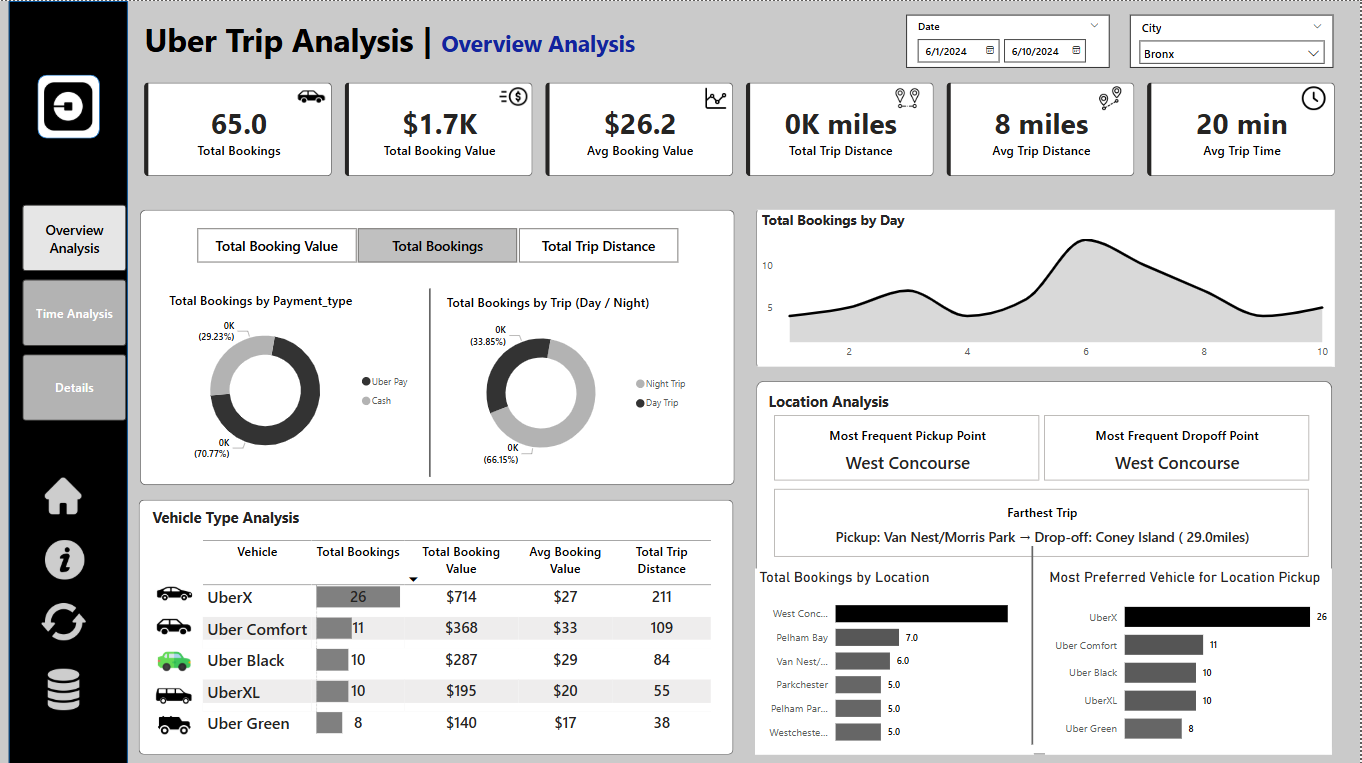 Uber Trip Analysis | Overview Analysis
Date
6/1/2024
6/10/2024
City
Bronx
65.0
Total Bookings
$1.7K
Total Booking Value
$26.2
Avg Booking Value
0K miles
Total Trip Distance
8 miles
Avg Trip Distance
20 min
Avg Trip Time
Overview
Analysis
Time Analysis
Details
Total Booking Value
Total Bookings
Total Trip Distance
Total Bookings by Payment_type
0K
(29.23%)
0K
(70.77%)
Uber Pay
Cash
Total Bookings by Trip (Day / Night)
0K
(33.85%)
0K
(66.15%)
Night Trip
Day Trip
Total Bookings by Day
10
5
2 4 6 8 10
Vehicle Type Analysis
Vehicle Total Bookings Total Booking Value Avg Booking Value Total Trip Distance
UberX 26 $714 $27 211
Uber Comfort 11 $368 $33 109
Uber Black 10 $287 $29 84
UberXL 10 $195 $20 55
Uber Green 8 $140 $17 38
Location Analysis
Most Frequent Pickup Point
West Concourse
Most Frequent Dropoff Point
West Concourse
Farthest Trip
Pickup: Van Nest/Morris Park → Drop-off: Coney Island ( 29.0miles)
Total Bookings by Location
West Conc...
Pelham Bay 7.0
Van Nest/... 6.0
Parkchester 5.0
Pelham Par... 5.0
Westcheste... 5.0
Most Preferred Vehicle for Location Pickup
UberX 26
Uber Comfort 11
Uber Black 10
UberXL 10
Uber Green 8